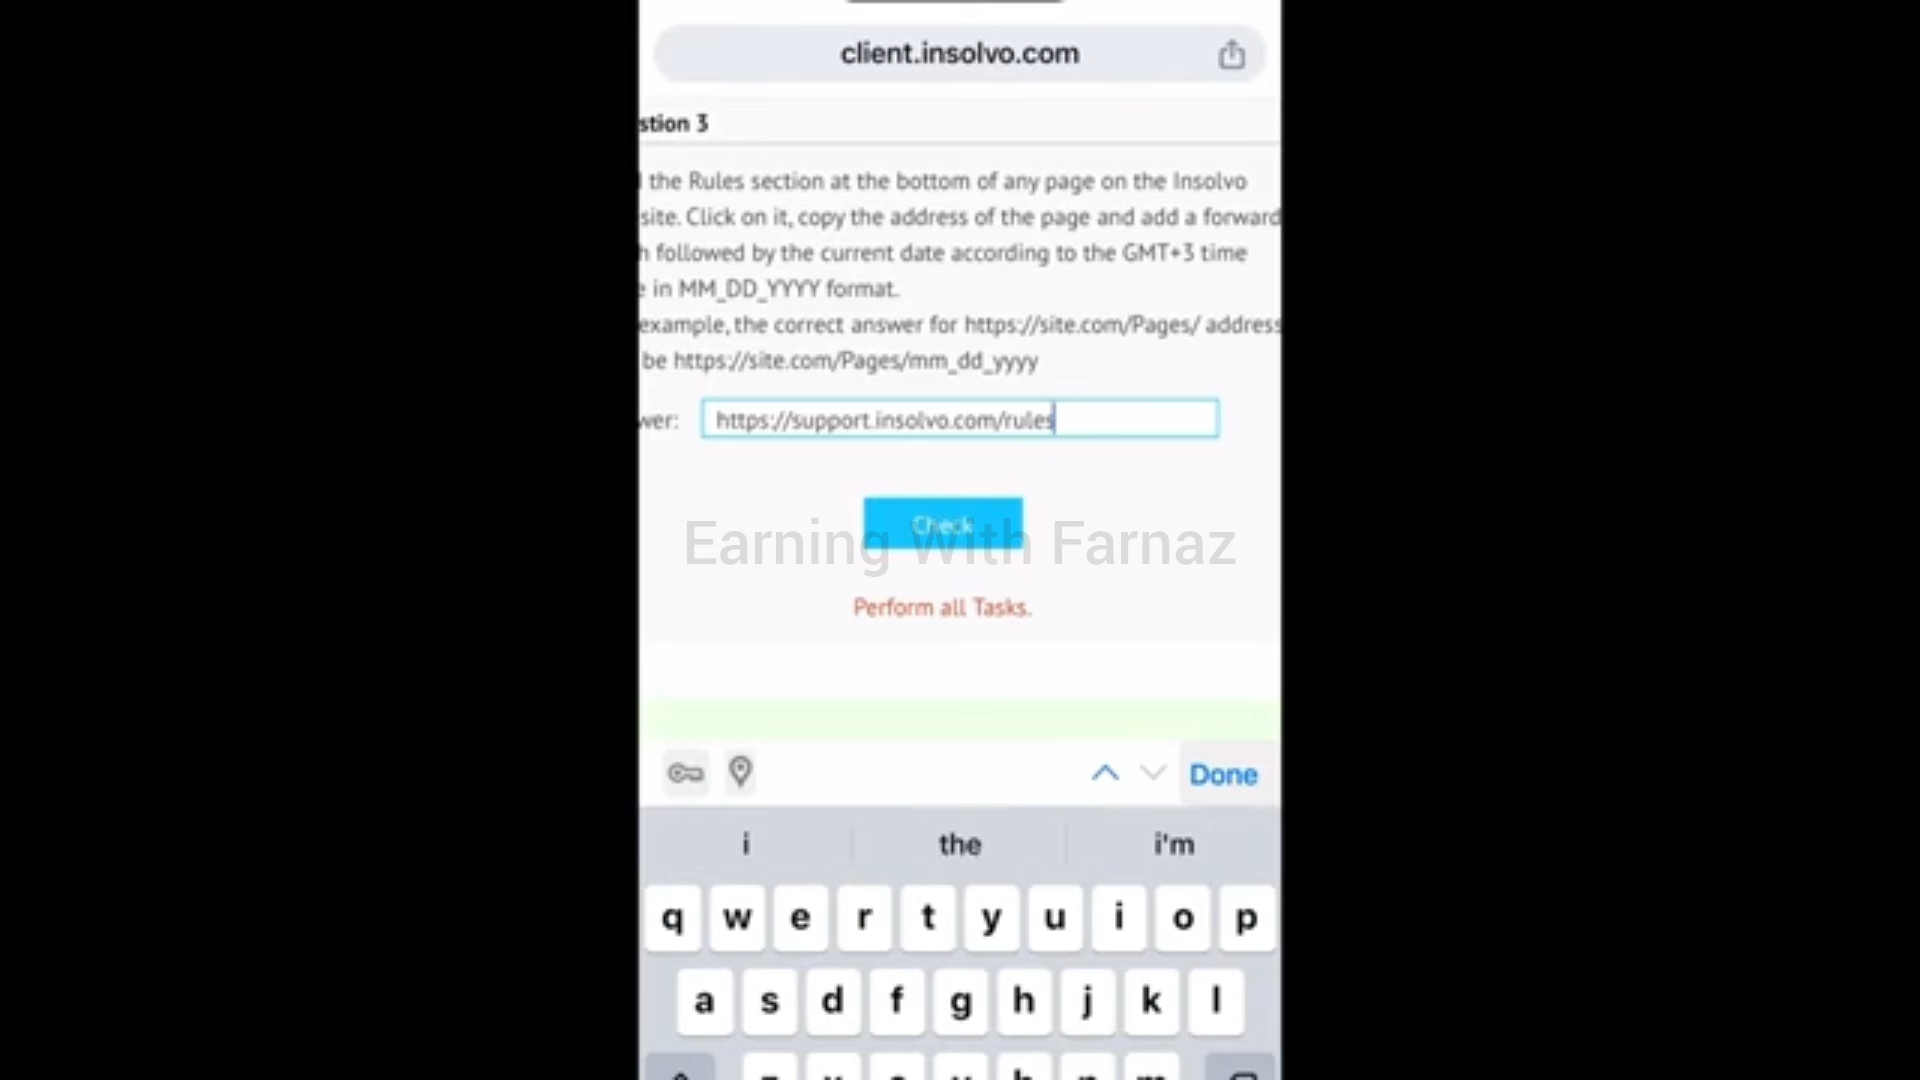 client.insolvo.com
stion 3
the Rules section at the bottom of any page on the Insolvo
site. Click on it, copy the address of the page and add a forward
h followed by the current date according to the GMT+3 time
e in MM_DD_YYYY format.
example, the correct answer for https://site.com/Pages/ address
be https://site.com/Pages/mm_dd_yyyy
wer: https://support.insolvo.com/rules
Check
Earning With Farnaz
Perform all Tasks.
Done
i the i'm
q w e r t y u i o p
a s d f g h j k l